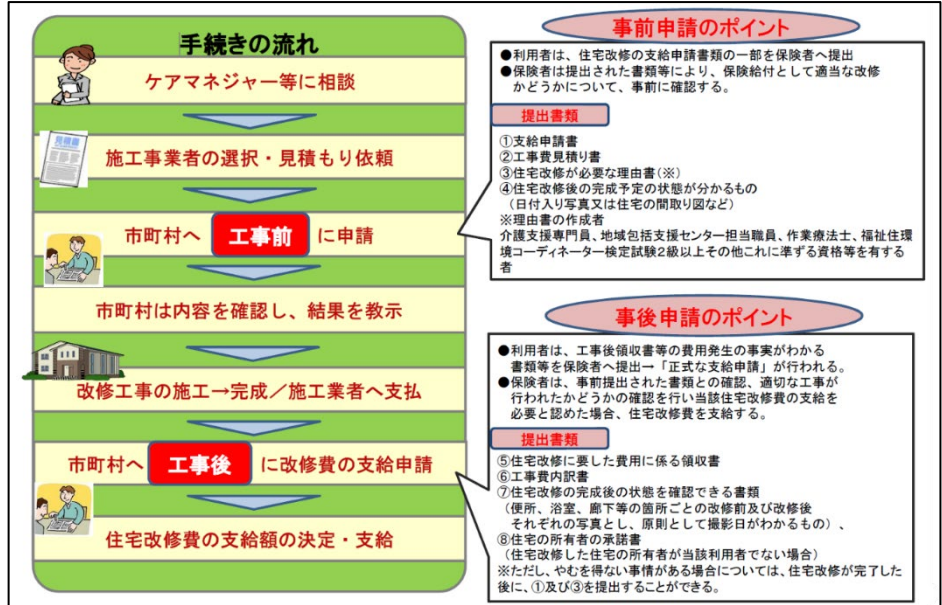 手続きの流れ
ケアマネジャー等に相談
見積書
施工事業者の選択・見積もり依頼
市町村へ 工事前 に申請
市町村は内容を確認し、結果を教示
改修工事の施工→完成／施工業者へ支払
市町村へ 工事後 に改修費の支給申請
住宅改修費の支給額の決定・支給
事前申請のポイント
●利用者は、住宅改修の支給申請書類の一部を保険者へ提出
●保険者は提出された書類等により、保険給付として適当な改修
かどうかについて、事前に確認する。
提出書類
①支給申請書
②工事費見積り書
③住宅改修が必要な理由書(※)
④住宅改修後の完成予定の状態が分かるもの
（日付入り写真又は住宅の間取り図など）
※理由書の作成者
介護支援専門員、地域包括支援センター担当職員、作業療法士、福祉住環
境コーディネーター検定試験2級以上その他これに準ずる資格等を有する
者
事後申請のポイント
●利用者は、工事後領収書等の費用発生の事実がわかる
書類等を保険者へ提出→「正式な支給申請」が行われる。
●保険者は、事前提出された書類との確認、適切な工事が
行われたかどうかの確認を行い当該住宅改修費の支給を
必要と認めた場合、住宅改修費を支給する。
提出書類
⑤住宅改修に要した費用に係る領収書
⑥工事費内訳書
⑦住宅改修の完成後の状態を確認できる書類
（便所、浴室、廊下等の箇所ごとの改修前及び改修後
それぞれの写真とし、原則として撮影日がわかるもの）、
⑧住宅の所有者の承諾書
（住宅改修した住宅の所有者が当該利用者でない場合）
※ただし、やむを得ない事情がある場合については、住宅改修が完了した
後に、①及び③を提出することができる。